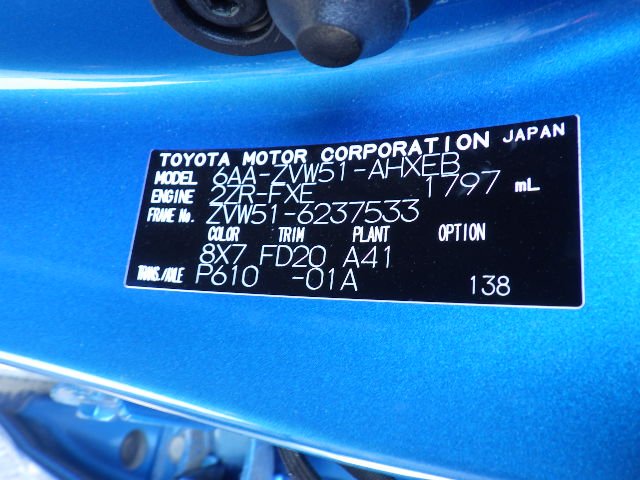 TOYOTA MOTOR CORPORATION JAPAN
MODEL 6AA-ZVW51-AHXEB
ENGINE 2ZR-FXE 1797 mL
FRAME No. ZVW51-6237533
COLOR TRIM PLANT OPTION
8X7 FD20 A41
TRANS./AXLE P610 -01A 138